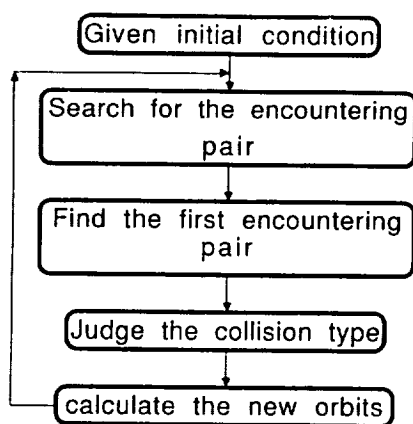 Given initial condition
Search for the encountering
pair
Find the first encountering
pair
Judge the collision type
calculate the new orbits